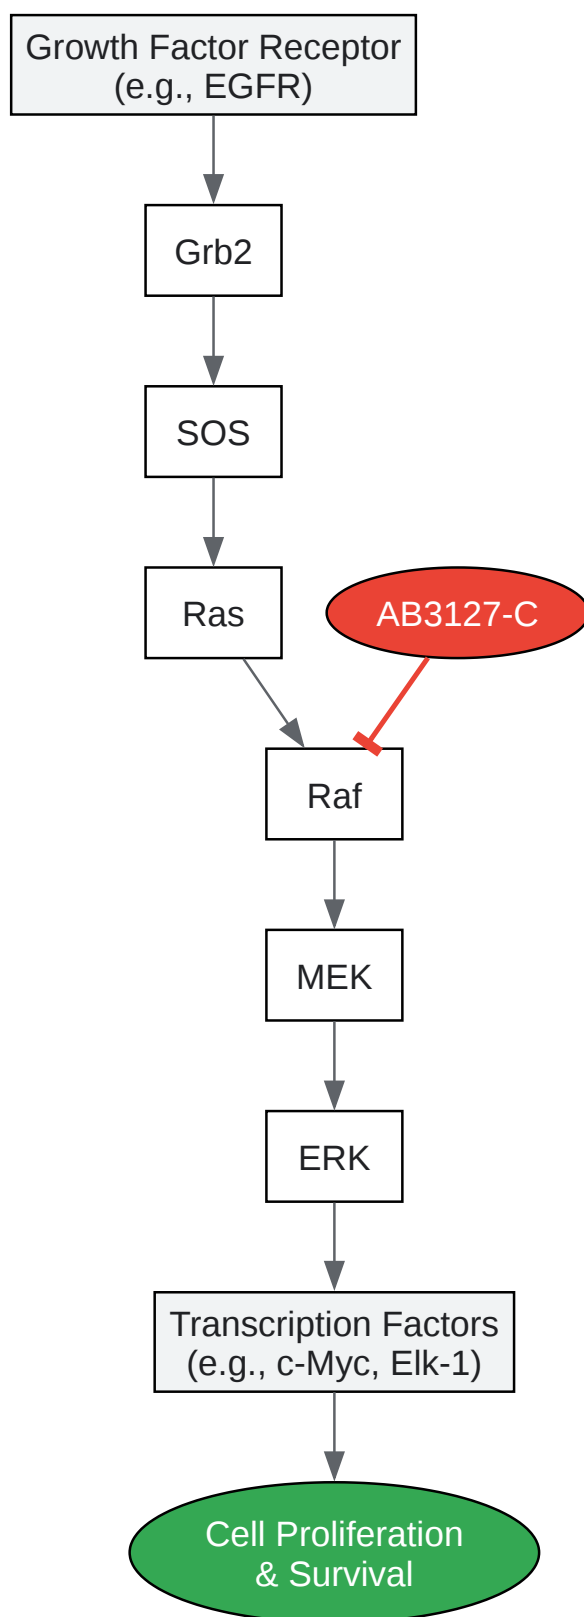 Growth Factor Receptor
(e.g., EGFR)
Grb2
SOS
Ras
AB3127-C
Raf
MEK
ERK
Transcription Factors
(e.g., c-Myc, Elk-1)
Cell Proliferation
& Survival